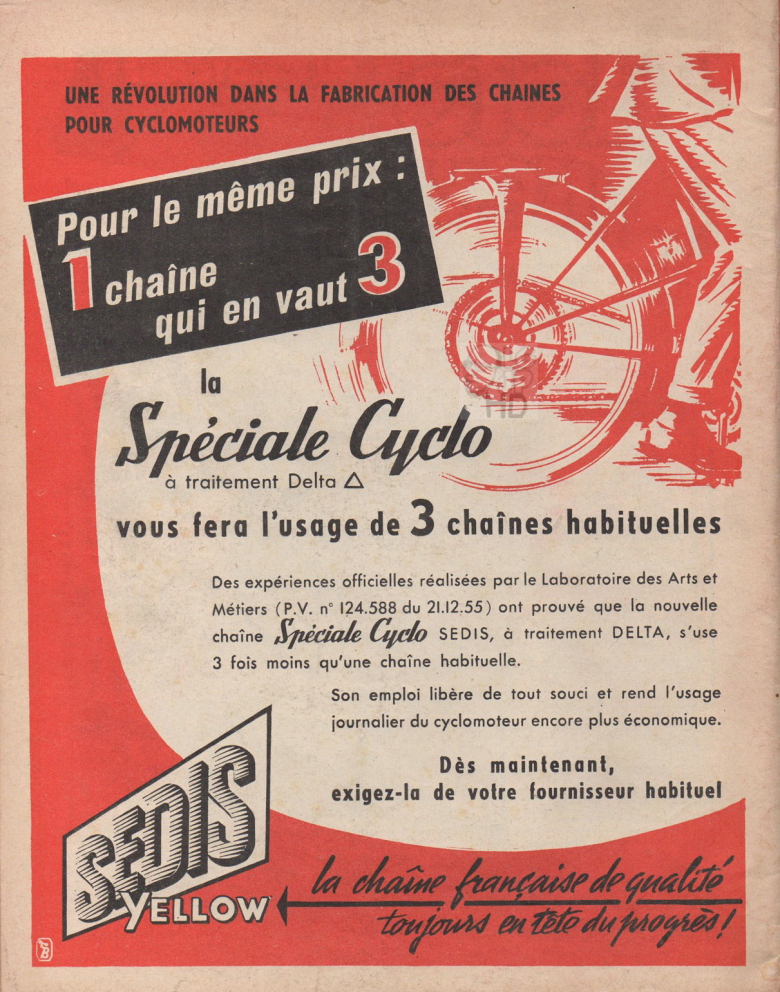 UNE RÉVOLUTION DANS LA FABRICATION DES CHAINES
POUR CYCLOMOTEURS
Pour le même prix :
1 chaîne
qui en vaut 3
la
Spéciale Cyclo
à traitement Delta △
vous fera l'usage de 3 chaînes habituelles
Des expériences officielles réalisées par le Laboratoire des Arts et
Métiers (P.V. n° 124.588 du 21.12.55) ont prouvé que la nouvelle
chaîne Spéciale Cyclo SEDIS, à traitement DELTA, s'use
3 fois moins qu'une chaîne habituelle.
Son emploi libère de tout souci et rend l'usage
journalier du cyclomoteur encore plus économique.
Dès maintenant,
exigez-la de votre fournisseur habituel
SEDIS
YELLOW
la chaîne française de qualité
toujours en tête du progrès !